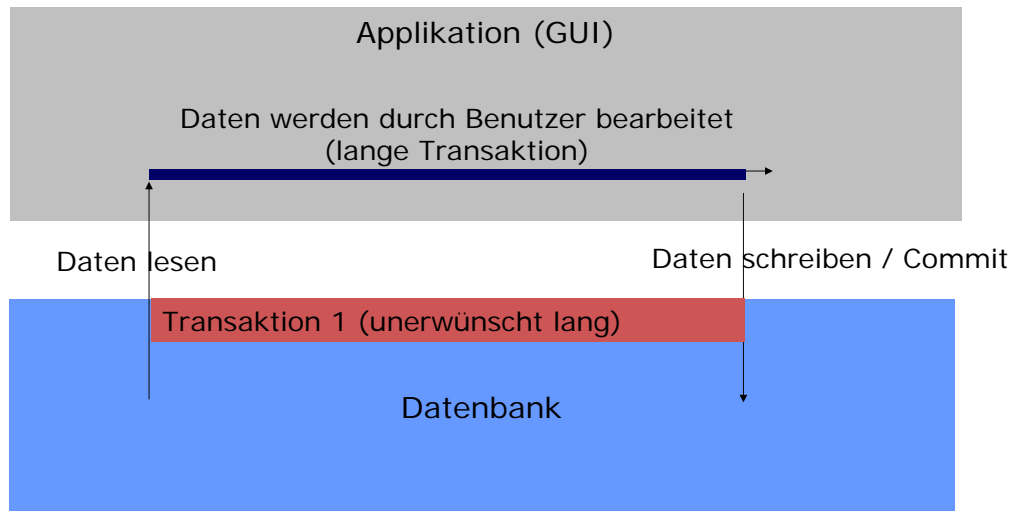 Applikation (GUI)
Daten werden durch Benutzer bearbeitet
(lange Transaktion)
Daten lesen
Daten schreiben / Commit
Transaktion 1 (unerwünscht lang)
Datenbank